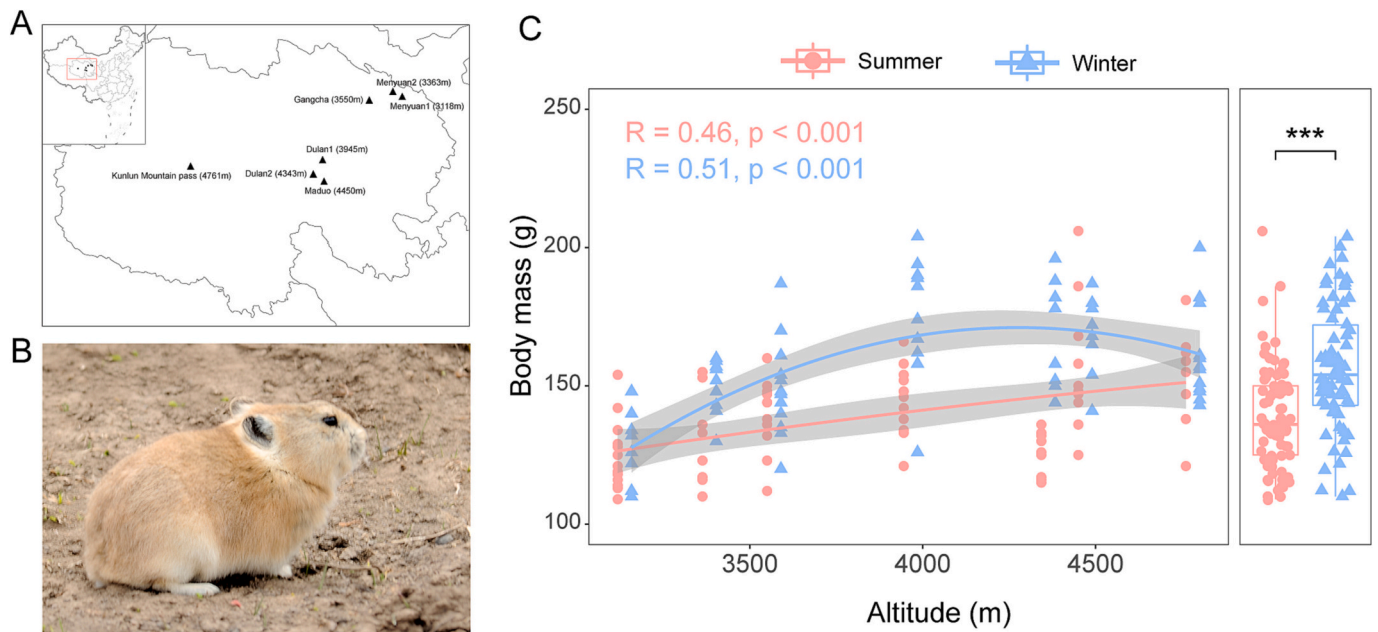 A
Menyuan2 (3363m)
Gangcha (3550m)
Menyuan1 (3118m)
Dulan1 (3945m)
Kunlun Mountain pass (4761m)
Dulan2 (4343m)
Maduo (4450m)
B
C
Summer
Winter
R = 0.46, p < 0.001
R = 0.51, p < 0.001
***
Body mass (g)
250
200
150
100
3500
4000
4500
Altitude (m)